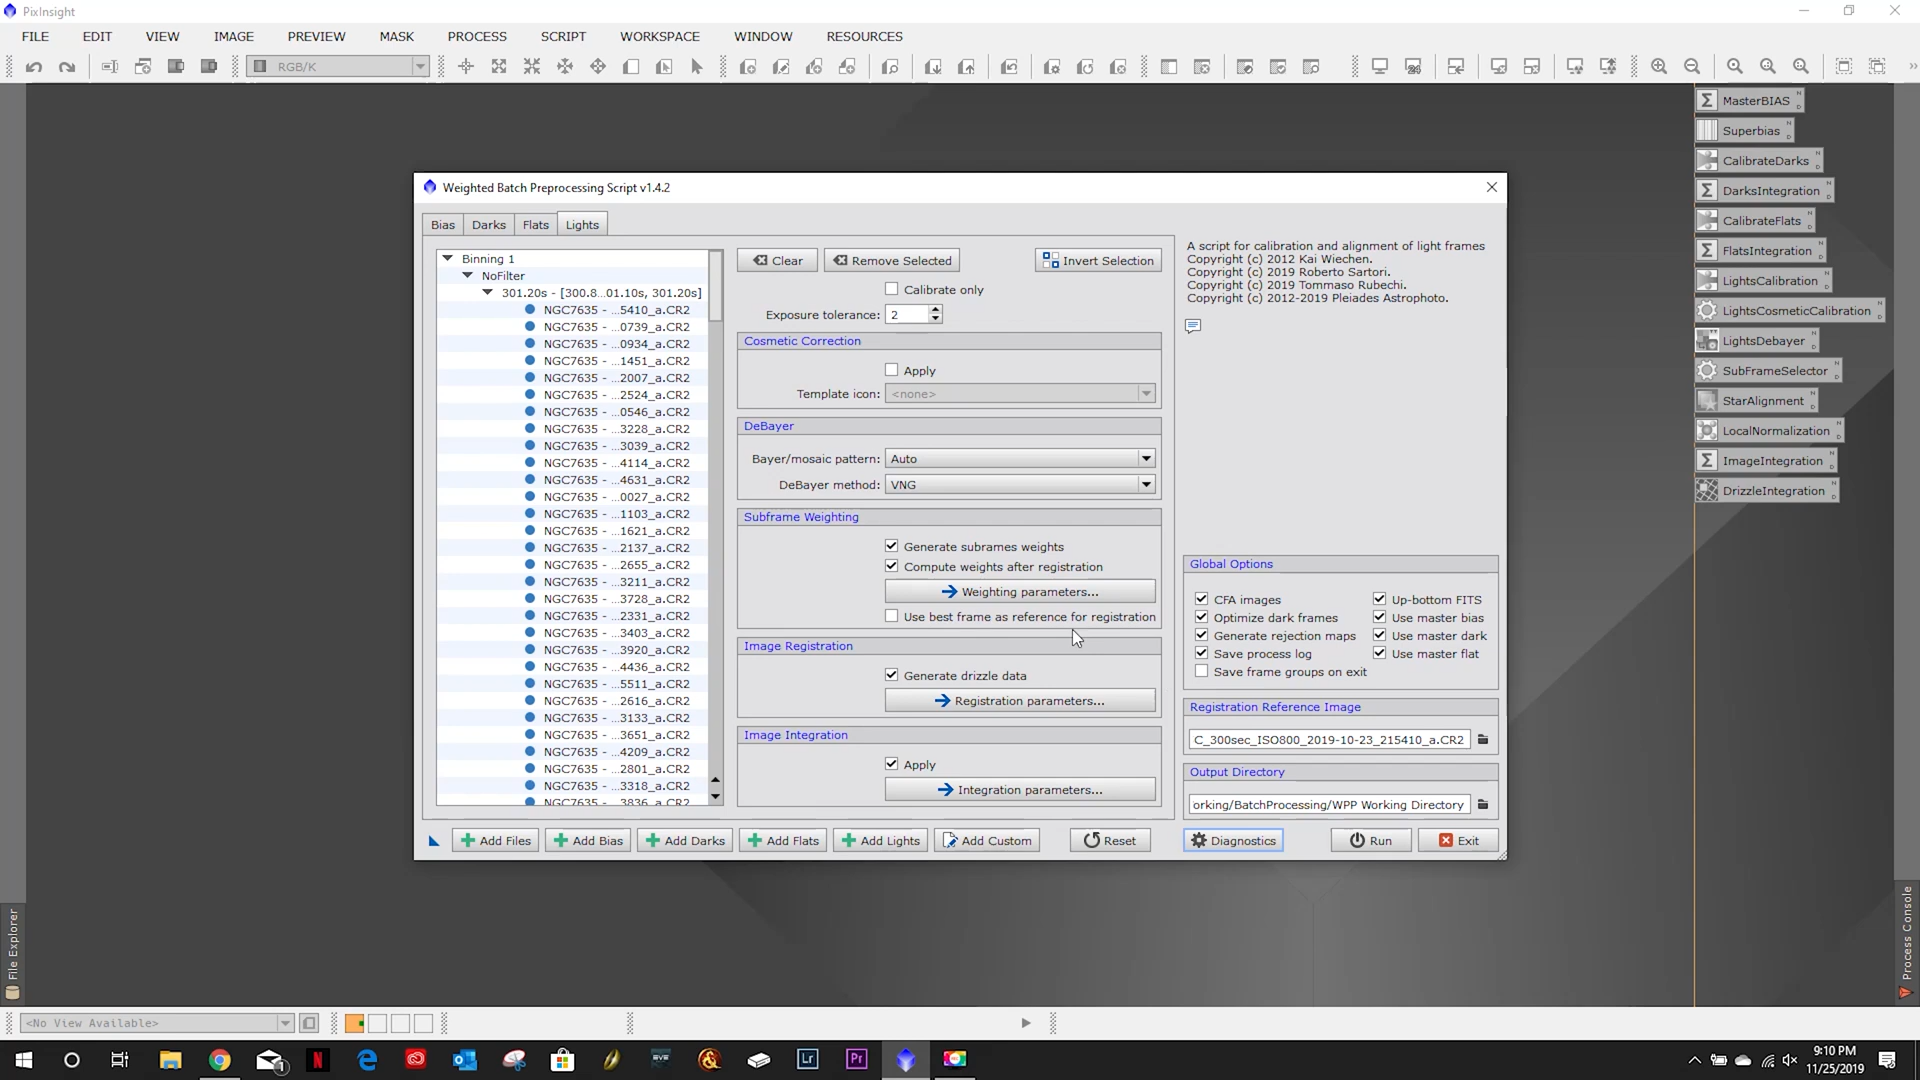 PixInsight
FILE EDIT VIEW IMAGE PREVIEW MASK PROCESS SCRIPT WORKSPACE WINDOW RESOURCES
RGB/K
MasterBIAS
Superbias
CalibrateDarks
DarksIntegration
CalibrateFlats
FlatsIntegration
LightsCalibration
LightsCosmeticCalibration
LightsDebayer
SubFrameSelector
StarAlignment
LocalNormalization
ImageIntegration
DrizzleIntegration
Weighted Batch Preprocessing Script v1.4.2
Bias Darks Flats Lights
Binning 1
NoFilter
301.20s - [300.8...01.10s, 301.20s]
NGC7635 - ...5410_a.CR2
NGC7635 - ...0739_a.CR2
NGC7635 - ...0934_a.CR2
NGC7635 - ...1451_a.CR2
NGC7635 - ...2007_a.CR2
NGC7635 - ...2524_a.CR2
NGC7635 - ...0546_a.CR2
NGC7635 - ...3228_a.CR2
NGC7635 - ...3039_a.CR2
NGC7635 - ...4114_a.CR2
NGC7635 - ...4631_a.CR2
NGC7635 - ...0027_a.CR2
NGC7635 - ...1103_a.CR2
NGC7635 - ...1621_a.CR2
NGC7635 - ...2137_a.CR2
NGC7635 - ...2655_a.CR2
NGC7635 - ...3211_a.CR2
NGC7635 - ...3728_a.CR2
NGC7635 - ...2331_a.CR2
NGC7635 - ...3403_a.CR2
NGC7635 - ...3920_a.CR2
NGC7635 - ...4436_a.CR2
NGC7635 - ...5511_a.CR2
NGC7635 - ...2616_a.CR2
NGC7635 - ...3133_a.CR2
NGC7635 - ...3651_a.CR2
NGC7635 - ...4209_a.CR2
NGC7635 - ...2801_a.CR2
NGC7635 - ...3318_a.CR2
NGC7635 - ...3836_a.CR2
Clear Remove Selected Invert Selection
Calibrate only
Exposure tolerance: 2
Cosmetic Correction
Apply
Template icon: <none>
DeBayer
Bayer/mosaic pattern: Auto
DeBayer method: VNG
Subframe Weighting
Generate subrames weights
Compute weights after registration
Weighting parameters...
Use best frame as reference for registration
Image Registration
Generate drizzle data
Registration parameters...
Image Integration
Apply
Integration parameters...
A script for calibration and alignment of light frames
Copyright (c) 2012 Kai Wiechen.
Copyright (c) 2019 Roberto Sartori.
Copyright (c) 2019 Tommaso Rubechi.
Copyright (c) 2012-2019 Pleiades Astrophoto.
Global Options
CFA images Up-bottom FITS
Optimize dark frames Use master bias
Generate rejection maps Use master dark
Save process log Use master flat
Save frame groups on exit
Registration Reference Image
C_300sec_ISO800_2019-10-23_215410_a.CR2
Output Directory
orking/BatchProcessing/WPP Working Directory
Add Files Add Bias Add Darks Add Flats Add Lights Add Custom Reset Diagnostics Run Exit
File Explorer
Process Console
<No View Available>
Lr Pr
9:10 PM
11/25/2019